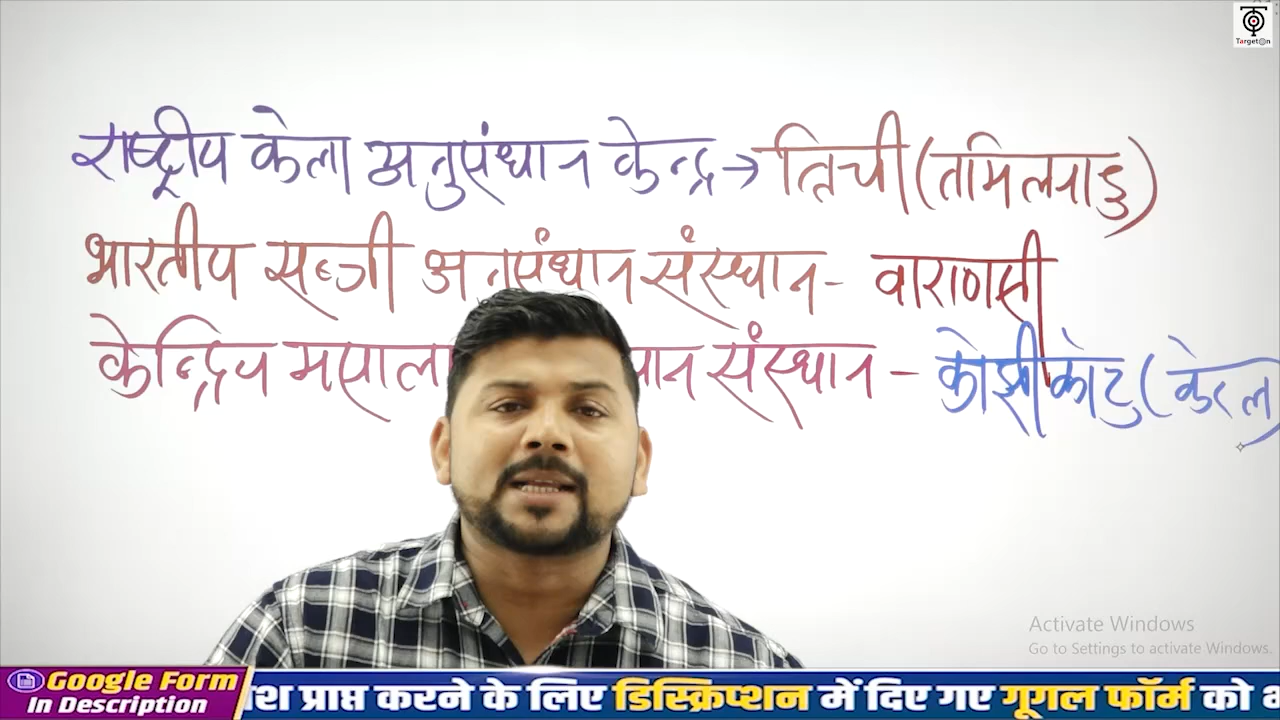 Target@n
राष्ट्रीय केला अनुसंधान केन्द्र → त्रिची (तमिलनाडु)
भारतीय सब्जी अनुसंधान संस्थान - वाराणसी
केन्द्रिय मसाला धान संस्थान - कोझीकोट (केरल)
Activate Windows
Go to Settings to activate Windows.
Google Form
In Description
प्राप्त करने के लिए डिस्क्रिप्शन में दिए गए गूगल फॉर्म को